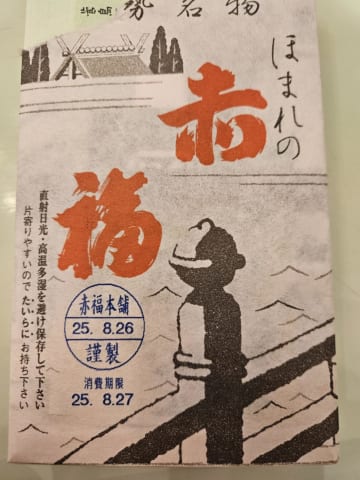 勢名物
ほまれの
赤
福
直射日光・高温多湿を避け保存して下さい
片寄りやすいのでたいらにお持ち下さい
赤福本舗
25. 8.26
謹製
消費期限
25. 8.27